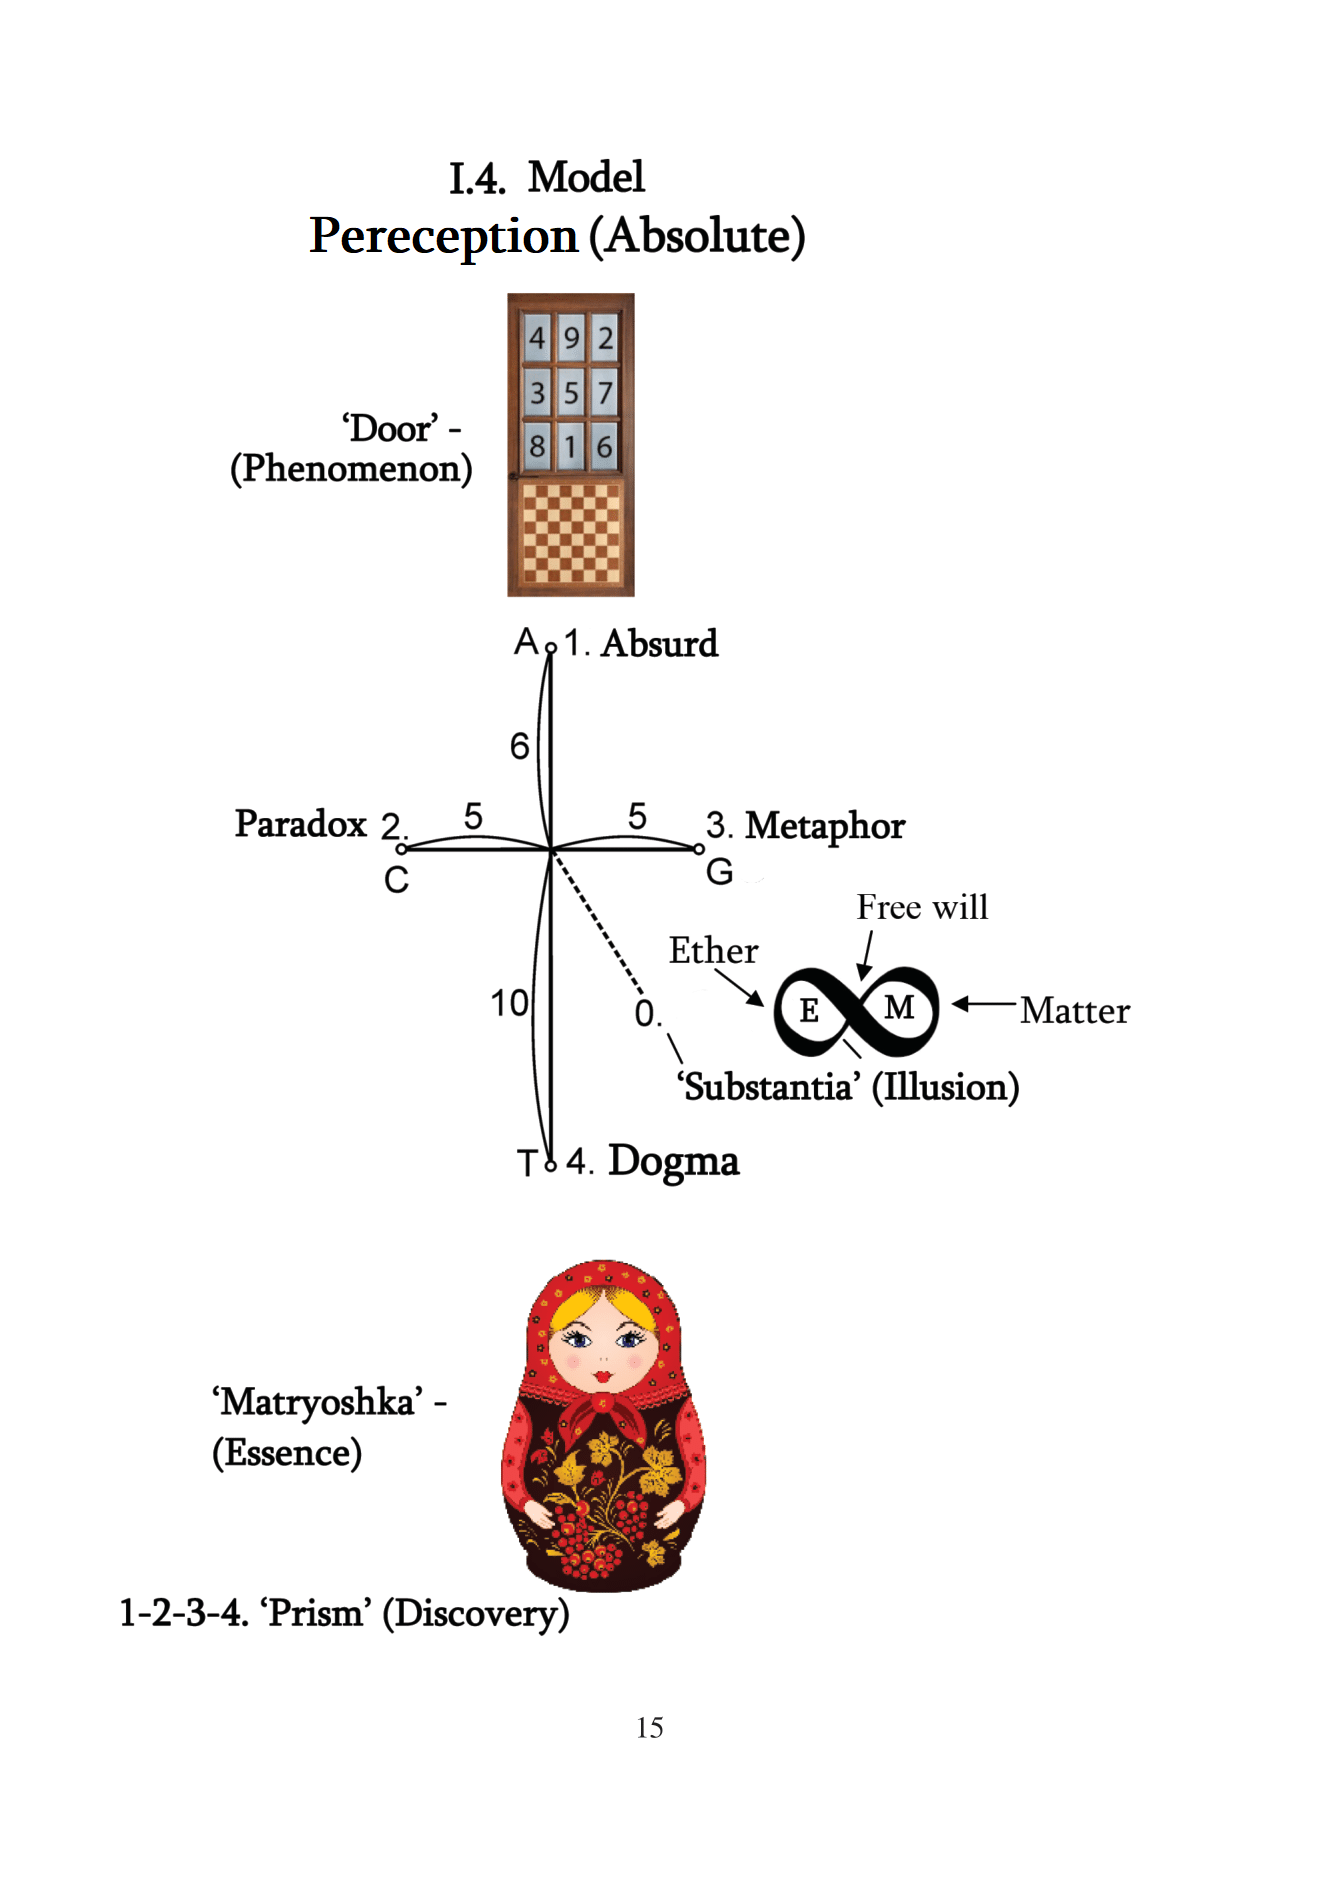 I.4. Model
Pereception (Absolute)
4 9 2
3 5 7
8 1 6
‘Door’ -
(Phenomenon)
A 1. Absurd
6
Paradox 2. 5 5 3. Metaphor
C G
Free will
Ether
E M
Matter
10
0.
‘Substantia’ (Illusion)
T 4. Dogma
‘Matryoshka’ -
(Essence)
1-2-3-4. ‘Prism’ (Discovery)
15